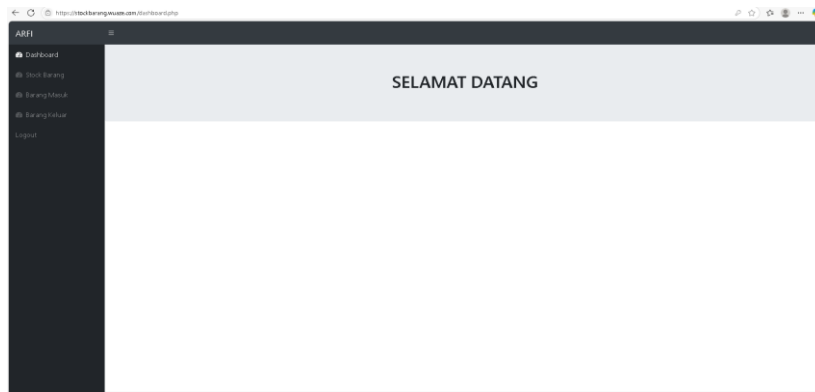 https://stockbarang.wuaze.com/dashboard.php
ARFI
Dashboard
Stock Barang
Barang Masuk
Barang Keluar
Logout
SELAMAT DATANG